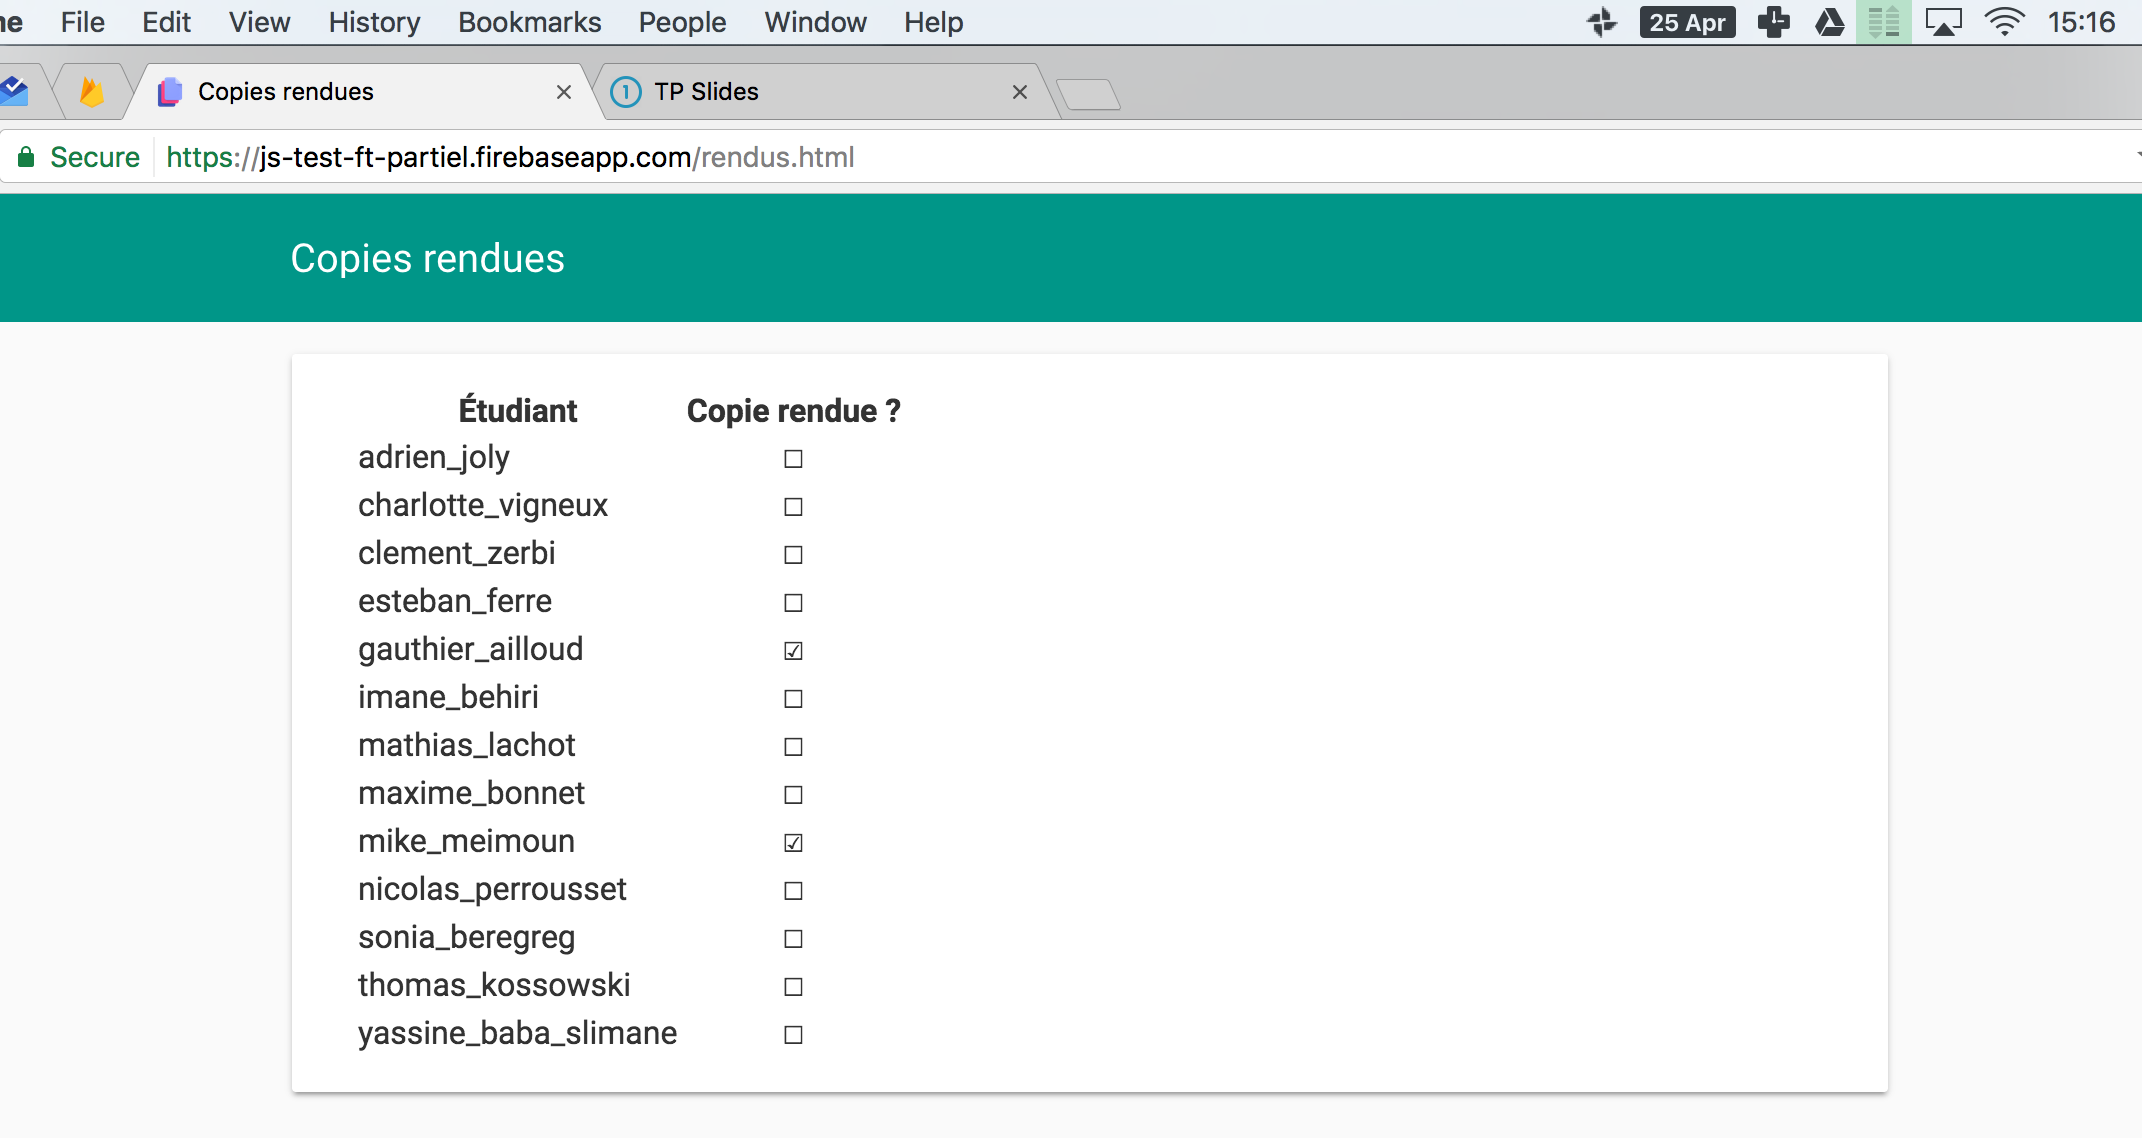 File Edit View History Bookmarks People Window Help 25 Apr 15:16
Copies rendues TP Slides
Secure https://js-test-ft-partiel.firebaseapp.com/rendus.html
Copies rendues
Étudiant Copie rendue ?
adrien_joly ☐
charlotte_vigneux ☐
clement_zerbi ☐
esteban_ferre ☐
gauthier_ailloud ☑
imane_behiri ☐
mathias_lachot ☐
maxime_bonnet ☐
mike_meimoun ☑
nicolas_perrousset ☐
sonia_beregreg ☐
thomas_kossowski ☐
yassine_baba_slimane ☐